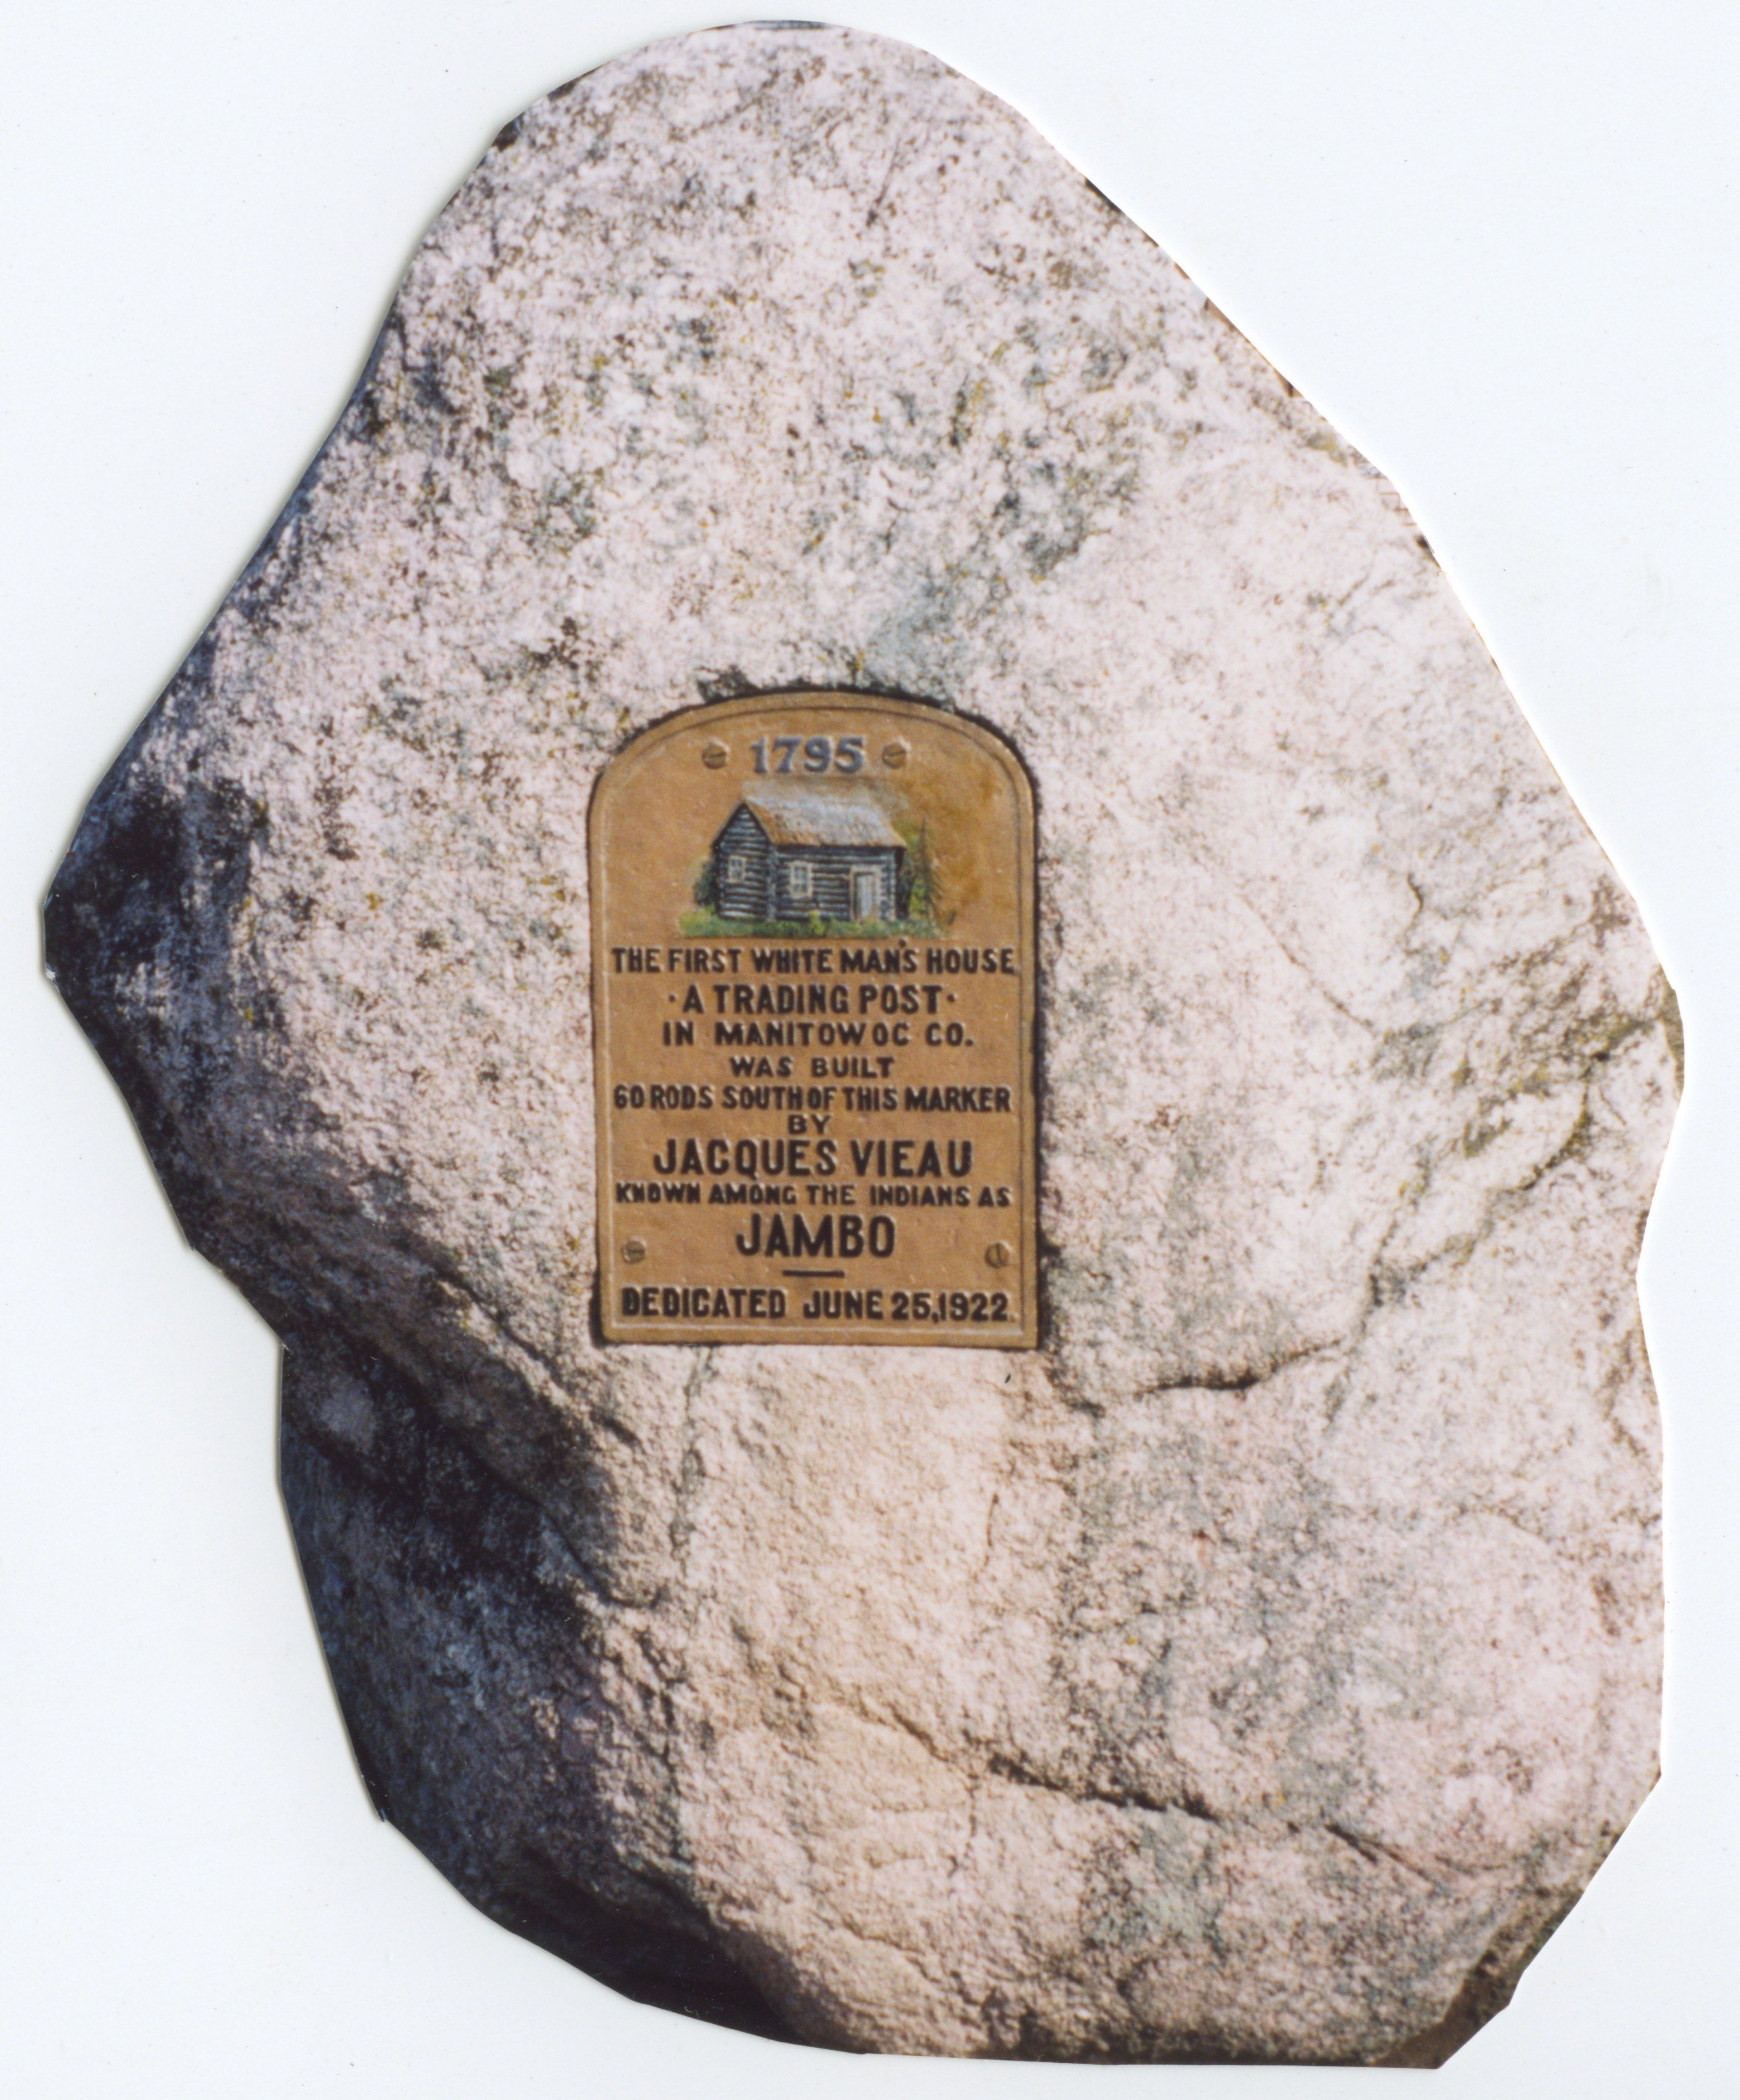 1795
THE FIRST WHITE MAN'S HOUSE
·A TRADING POST·
IN MANITOWOC CO.
WAS BUILT
60 RODS SOUTH OF THIS MARKER
BY
JACQUES VIEAU
KNOWN AMONG THE INDIANS AS
JAMBO
DEDICATED JUNE 25, 1922.